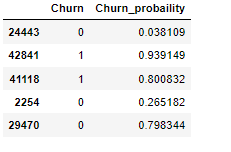 Churn Churn_probaility
24443 0 0.038109
42841 1 0.939149
41118 1 0.800832
2254 0 0.265182
29470 0 0.798344